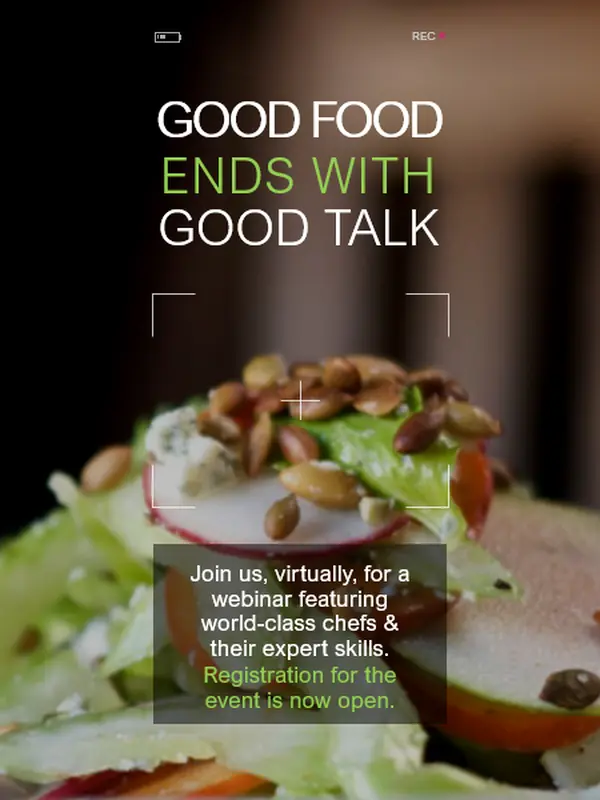 REC
GOOD FOOD
ENDS WITH
GOOD TALK
Join us, virtually, for a
webinar featuring
world-class chefs &
their expert skills.
Registration for the
event is now open.